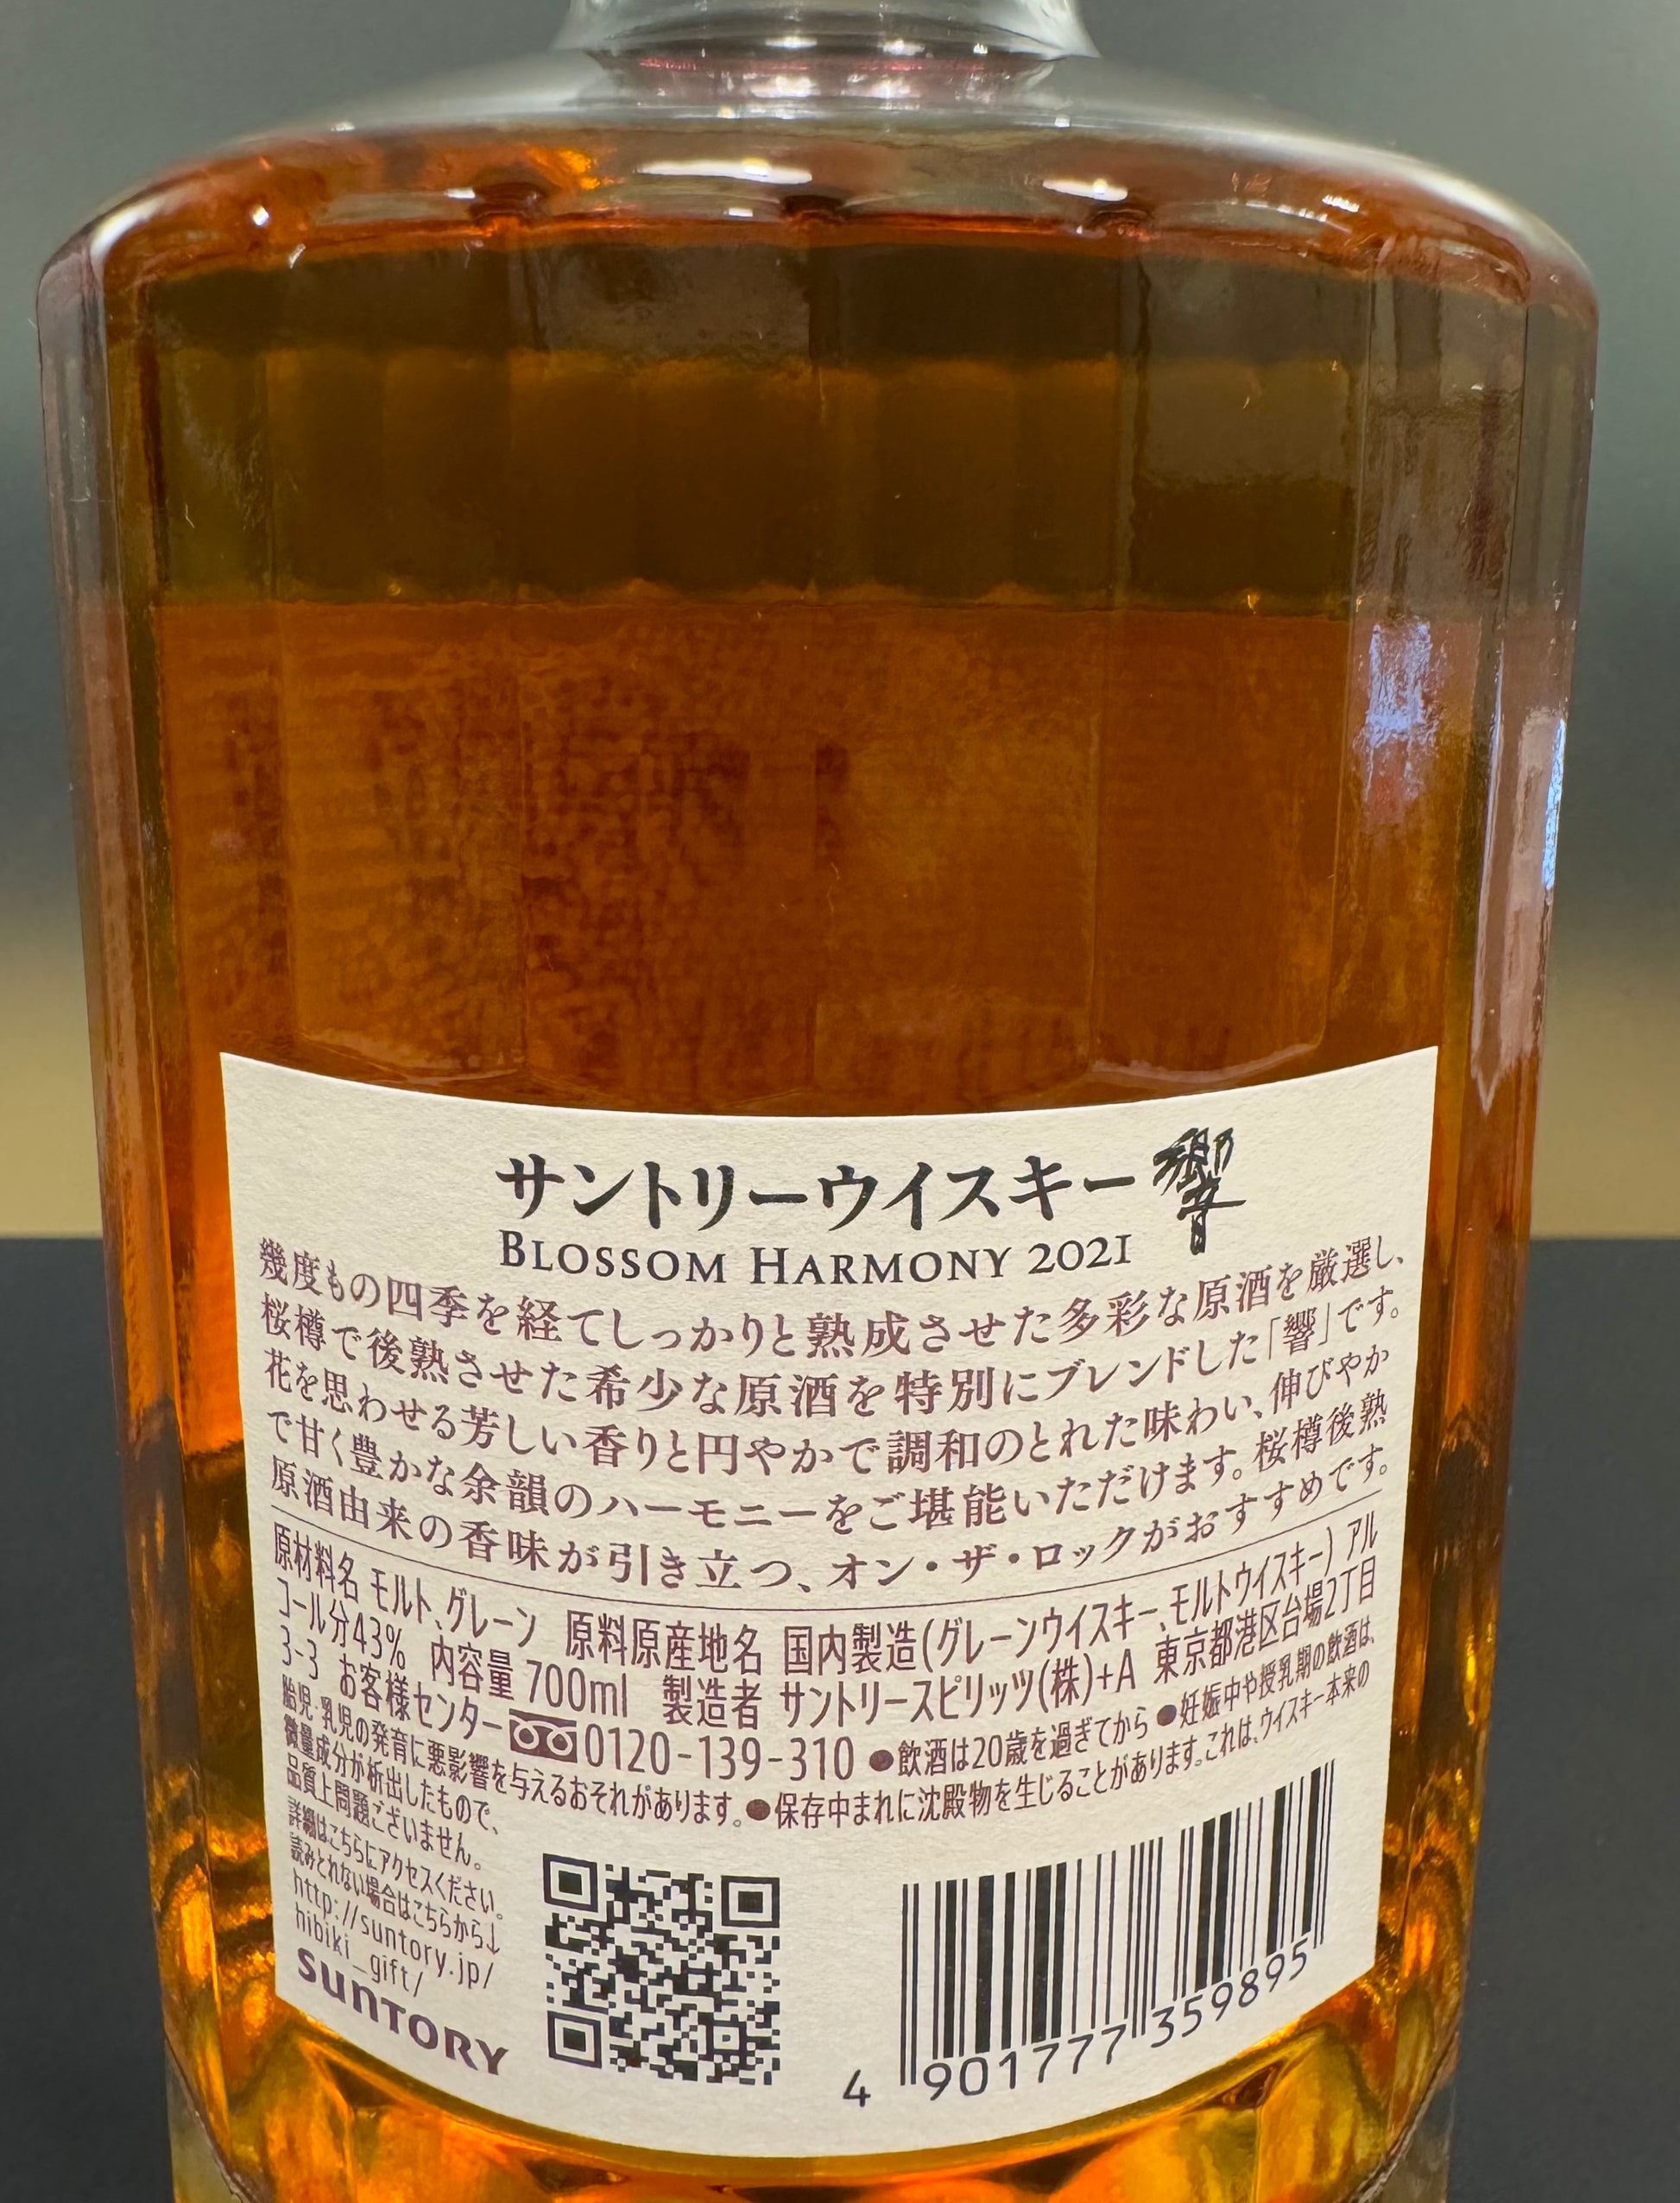 サントリーウイスキー響
BLOSSOM HARMONY 2021
幾度もの四季を経てしっかりと熟成させた多彩な原酒を厳選し、
桜樽で後熟させた希少な原酒を特別にブレンドした「響」です。
花を思わせる芳しい香りと円やかで調和のとれた味わい、伸びやか
で甘く豊かな余韻のハーモニーをご堪能いただけます。桜樽後熟
原酒由来の香味が引き立つ、オン・ザ・ロックがおすすめです。
原材料名 モルト、グレーン 原料原産地名 国内製造(グレーンウイスキー、モルトウイスキー) アル
コール分43% 内容量 700ml 製造者 サントリースピリッツ(株)+A 東京都港区台場2丁目
3-3 お客様センター 0120-139-310 ●飲酒は20歳を過ぎてから ●妊娠中や授乳期の飲酒は、
胎児・乳児の発育に悪影響を与えるおそれがあります。●保存中まれに沈殿物を生じることがあります。これは、ウイスキー本来の
微量成分が析出したもので、
品質上問題ございません。
詳細はこちらにアクセスください。
読みとれない場合はこちらから↓
http://suntory.jp/
hibiki_gift/
SUNTORY
4 901777 359895